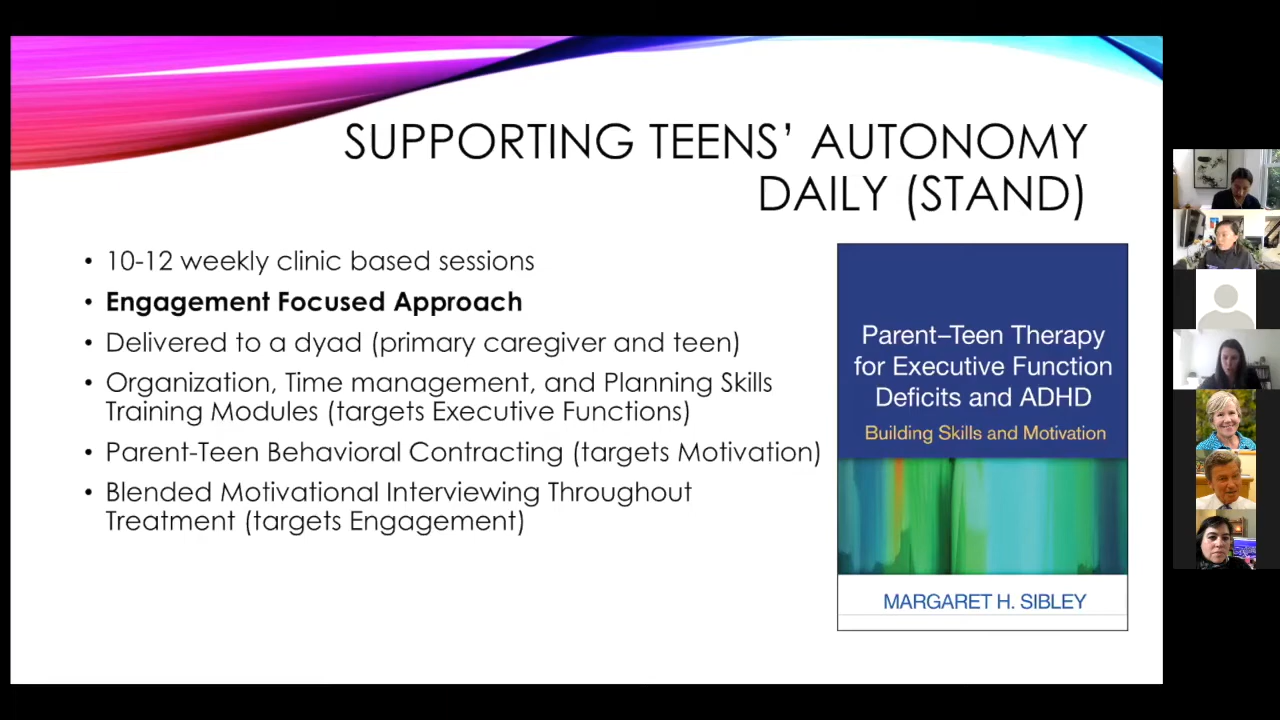 SUPPORTING TEENS’ AUTONOMY
DAILY (STAND)
• 10-12 weekly clinic based sessions
• Engagement Focused Approach
• Delivered to a dyad (primary caregiver and teen)
• Organization, Time management, and Planning Skills
Training Modules (targets Executive Functions)
• Parent-Teen Behavioral Contracting (targets Motivation)
• Blended Motivational Interviewing Throughout
Treatment (targets Engagement)
Parent–Teen Therapy
for Executive Function
Deficits and ADHD
Building Skills and Motivation
MARGARET H. SIBLEY